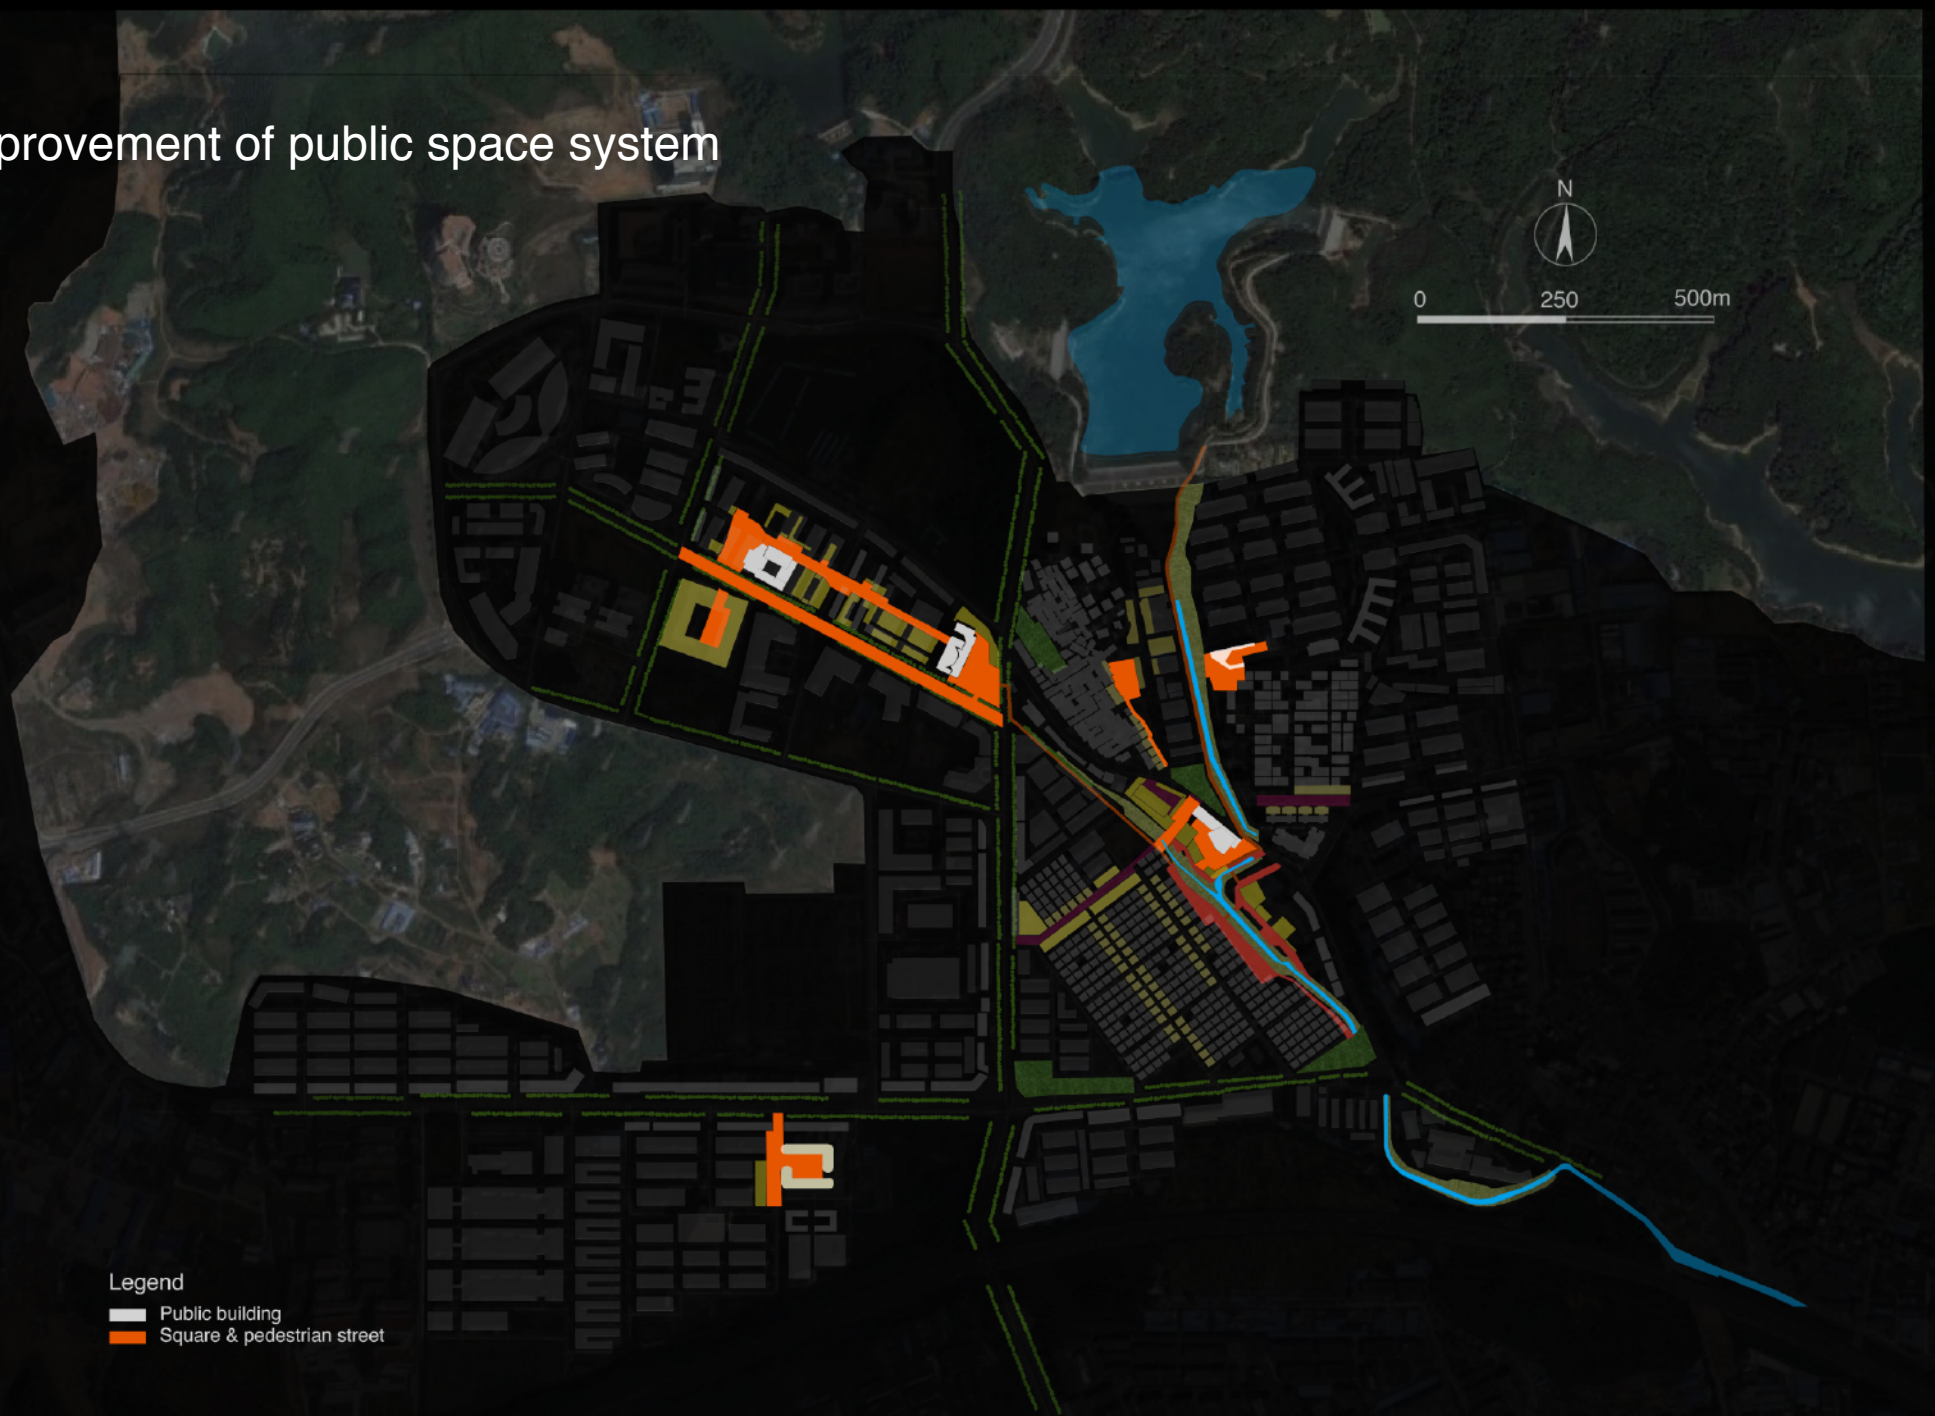 provement of public space system
N
0 250 500m
Legend
Public building
Square & pedestrian street